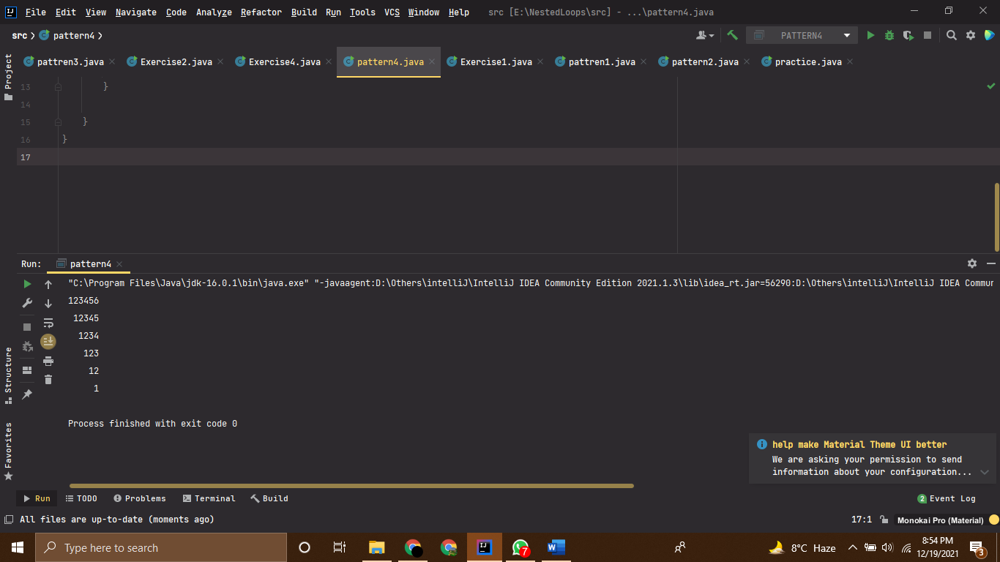 File Edit View Navigate Code Analyze Refactor Build Run Tools VCS Window Help src [E:\NestedLoops\src] - ...\pattern4.java
src pattern4 PATTERN4
Project
pattren3.java Exercise2.java Exercise4.java pattern4.java Exercise1.java pattren1.java pattern2.java practice.java
13 }
14
15 }
16 }
17
Run: pattern4
"C:\Program Files\Java\jdk-16.0.1\bin\java.exe" "-javaagent:D:\Others\intelliJ\IntelliJ IDEA Community Edition 2021.1.3\lib\idea_rt.jar=56290:D:\Others\intelliJ\IntelliJ IDEA Commun
123456
12345
1234
123
12
1
Process finished with exit code 0
Structure
Favorites
help make Material Theme UI better
We are asking your permission to send
information about your configuration...
Run TODO Problems Terminal Build 2 Event Log
All files are up-to-date (moments ago) 17:1 Monokai Pro (Material)
Type here to search 7 8°C Haze 8:54 PM
12/19/2021 3